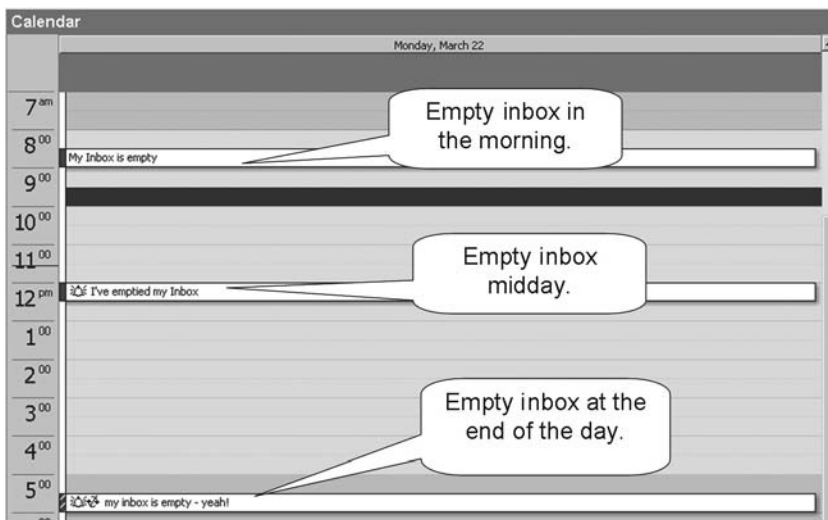 Calendar
Monday, March 22
7 am
8 00
My Inbox is empty
Empty inbox in
the morning.
9 00
10 00
11 00
Empty inbox
midday.
12 pm
I've emptied my Inbox
1 00
2 00
3 00
Empty inbox at the
end of the day.
4 00
5 00
my inbox is empty - yeah!